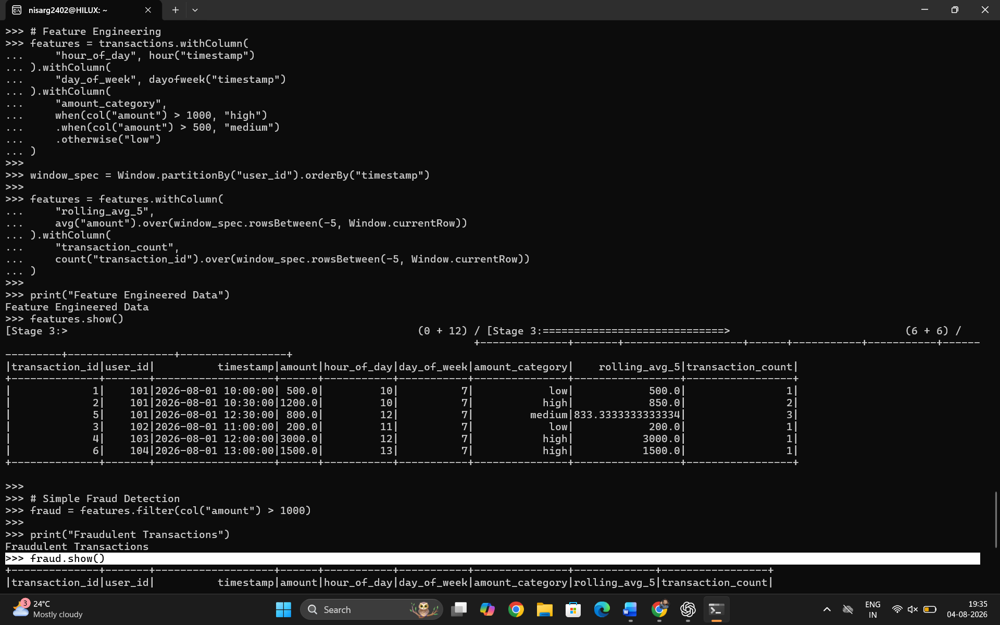 nisarg2402@HILUX: ~
>>> # Feature Engineering
>>> features = transactions.withColumn(
...     "hour_of_day", hour("timestamp")
... ).withColumn(
...     "day_of_week", dayofweek("timestamp")
... ).withColumn(
...     "amount_category",
...     when(col("amount") > 1000, "high")
...     .when(col("amount") > 500, "medium")
...     .otherwise("low")
... )
>>>
>>> window_spec = Window.partitionBy("user_id").orderBy("timestamp")
>>>
>>> features = features.withColumn(
...     "rolling_avg_5",
...     avg("amount").over(window_spec.rowsBetween(-5, Window.currentRow))
... ).withColumn(
...     "transaction_count",
...     count("transaction_id").over(window_spec.rowsBetween(-5, Window.currentRow))
... )
>>>
>>> print("Feature Engineered Data")
Feature Engineered Data
>>> features.show()
[Stage 3:>                                                        (0 + 12) / [Stage 3:=============================>                            (6 + 6) /
                                                                           +--------------+-------+-------------------+------+-----------+-----------+------
---------+-----------------+-----------------+
|transaction_id|user_id|          timestamp|amount|hour_of_day|day_of_week|amount_category|    rolling_avg_5|transaction_count|
+--------------+-------+-------------------+------+-----------+-----------+---------------+-----------------+-----------------+
|             1|    101|2026-08-01 10:00:00| 500.0|         10|          7|            low|            500.0|                1|
|             2|    101|2026-08-01 10:30:00|1200.0|         10|          7|           high|            850.0|                2|
|             5|    101|2026-08-01 12:30:00| 800.0|         12|          7|         medium|833.3333333333334|                3|
|             3|    102|2026-08-01 11:00:00| 200.0|         11|          7|            low|            200.0|                1|
|             4|    103|2026-08-01 12:00:00|3000.0|         12|          7|           high|           3000.0|                1|
|             6|    104|2026-08-01 13:00:00|1500.0|         13|          7|           high|           1500.0|                1|
+--------------+-------+-------------------+------+-----------+-----------+---------------+-----------------+-----------------+
>>>
>>> # Simple Fraud Detection
>>> fraud = features.filter(col("amount") > 1000)
>>>
>>> print("Fraudulent Transactions")
Fraudulent Transactions
>>> fraud.show()
+--------------+-------+-------------------+------+-----------+-----------+---------------+-------------+-----------------+
|transaction_id|user_id|          timestamp|amount|hour_of_day|day_of_week|amount_category|rolling_avg_5|transaction_count|
3
24°C
Mostly cloudy
Search
ENG
IN
19:35
04-08-2026